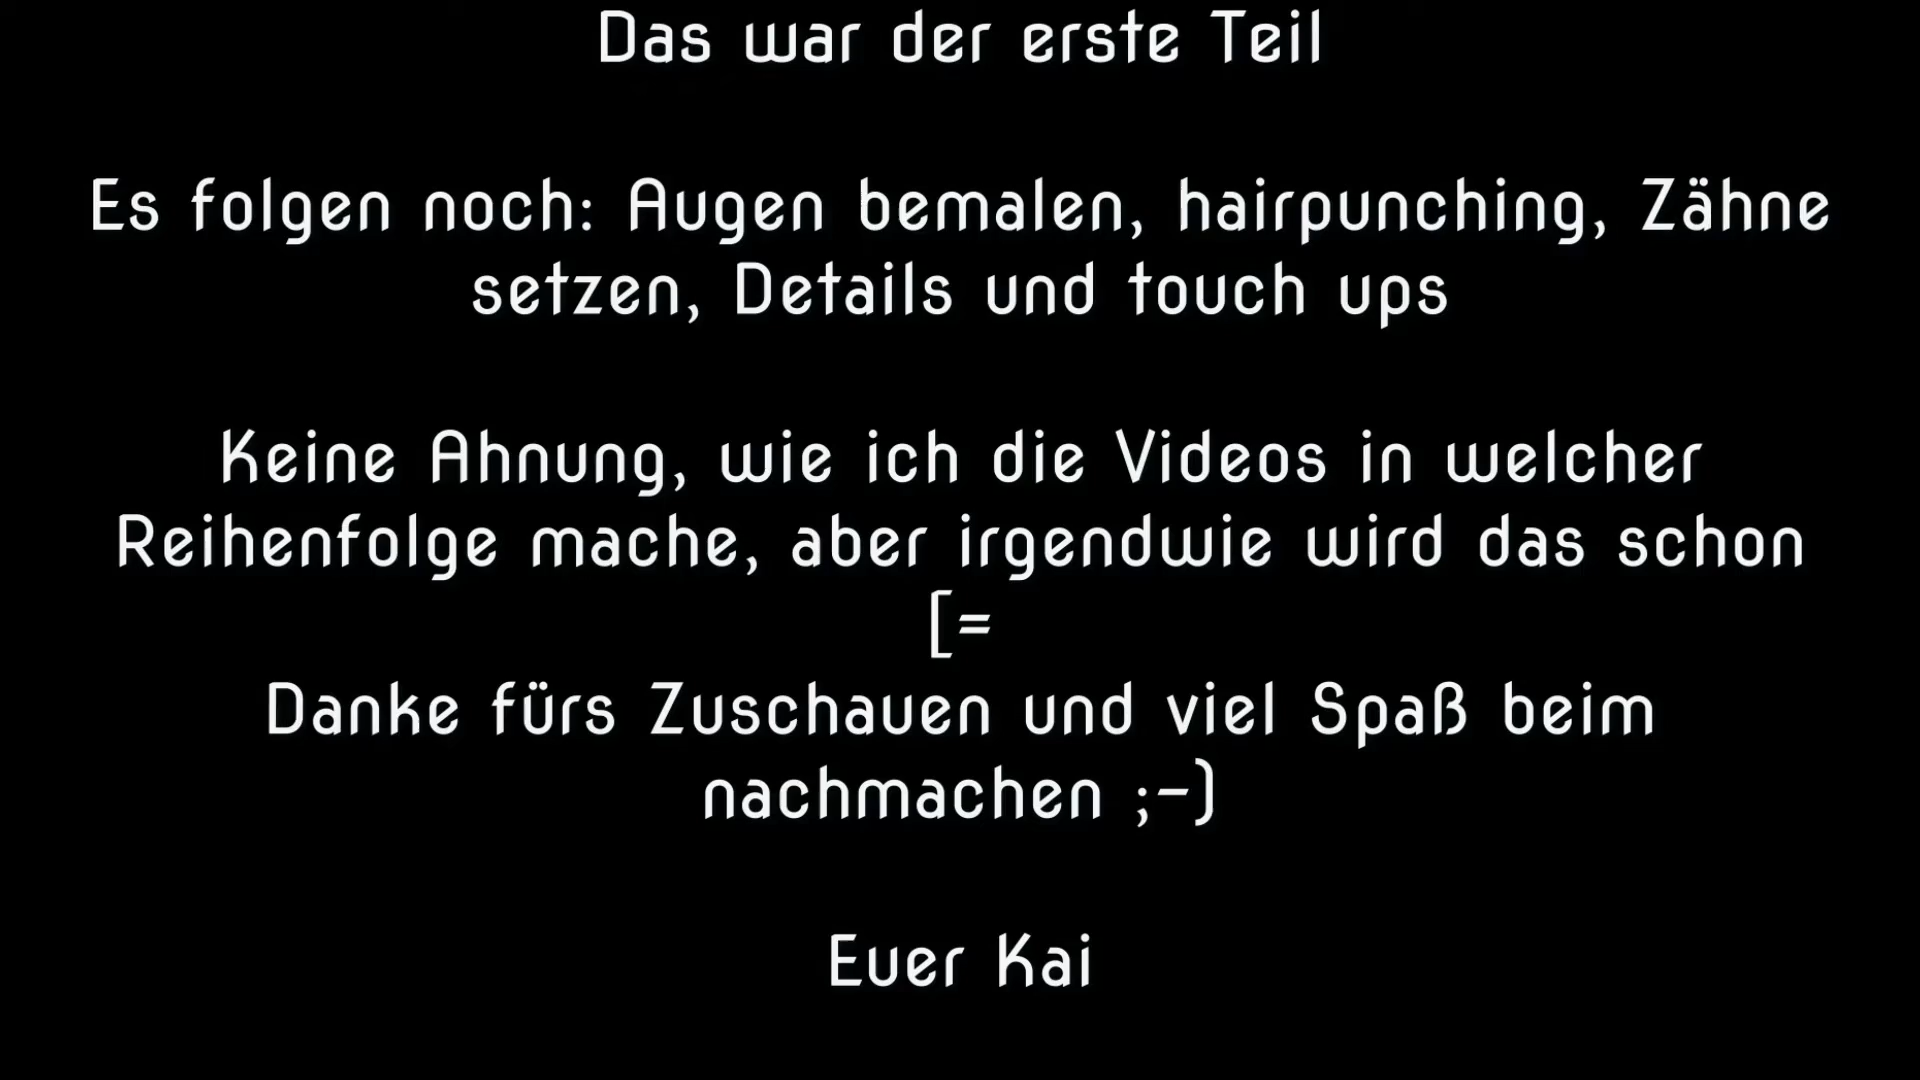 Das war der erste Teil
Es folgen noch: Augen bemalen, hairpunching, Zähne
setzen, Details und touch ups
Keine Ahnung, wie ich die Videos in welcher
Reihenfolge mache, aber irgendwie wird das schon
[=
Danke fürs Zuschauen und viel Spaß beim
nachmachen ;-)
Euer Kai